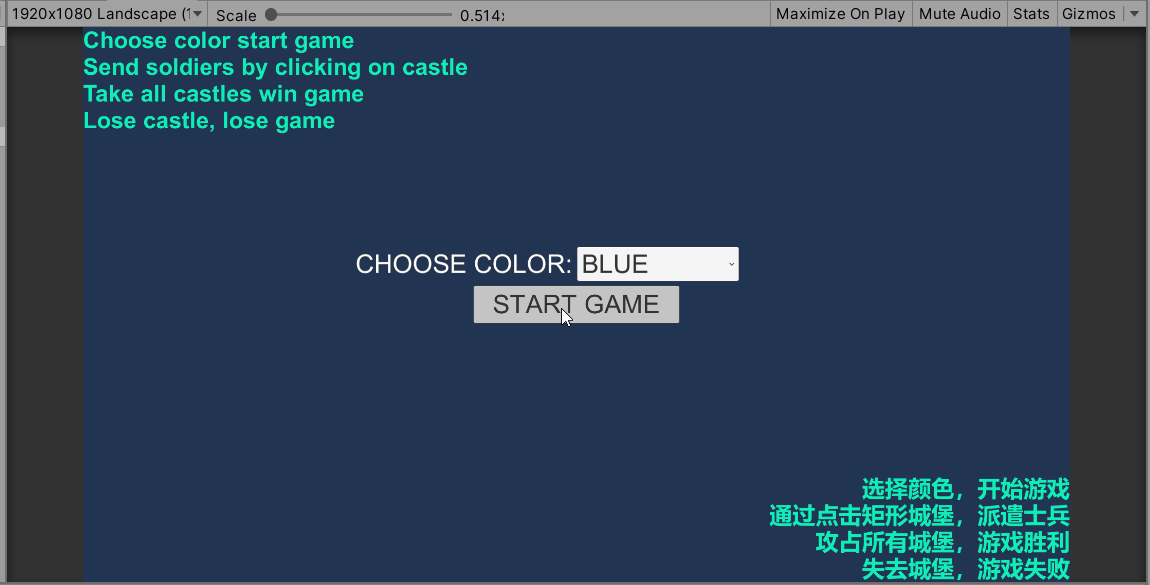 1920x1080 Landscape (1
Scale 0.514x
Maximize On Play Mute Audio Stats Gizmos
Choose color start game
Send soldiers by clicking on castle
Take all castles win game
Lose castle, lose game
CHOOSE COLOR: BLUE
START GAME
选择颜色，开始游戏
通过点击矩形城堡，派遣士兵
攻占所有城堡，游戏胜利
失去城堡，游戏失败